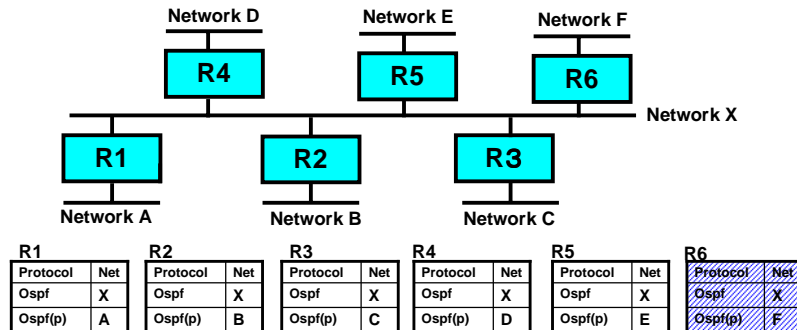 Network D
Network E
Network F
R4
R5
R6
Network X
R1
R2
R3
Network A
Network B
Network C
R1
R2
R3
R4
R5
R6
Protocol Net
Protocol Net
Protocol Net
Protocol Net
Protocol Net
Protocol Net
Ospf X
Ospf X
Ospf X
Ospf X
Ospf X
Ospf X
Ospf(p) A
Ospf(p) B
Ospf(p) C
Ospf(p) D
Ospf(p) E
Ospf(p) F